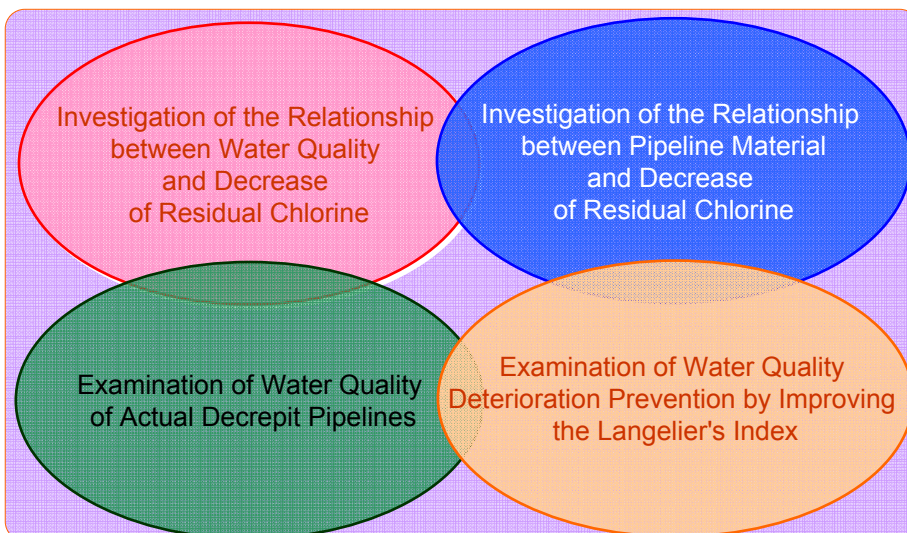 Investigation of the Relationship
between Water Quality
and Decrease
of Residual Chlorine
Investigation of the Relationship
between Pipeline Material
and Decrease
of Residual Chlorine
Examination of Water Quality
of Actual Decrepit Pipelines
Examination of Water Quality
Deterioration Prevention by Improving
the Langelier's Index